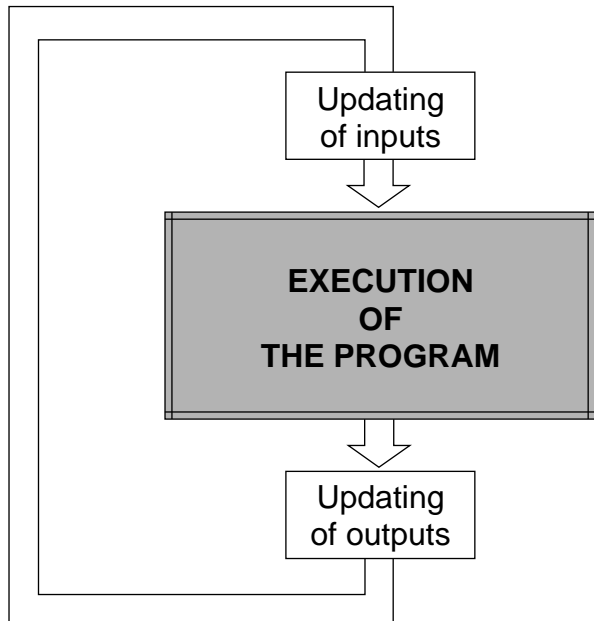 Updating
of inputs
EXECUTION
OF
THE PROGRAM
Updating
of outputs